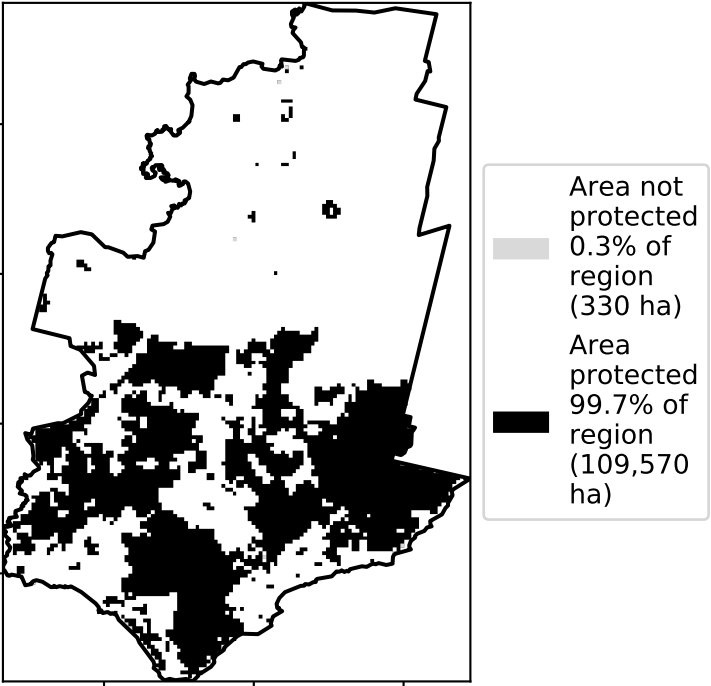 Area not
protected
0.3% of
region
(330 ha)
Area
protected
99.7% of
region
(109,570
ha)